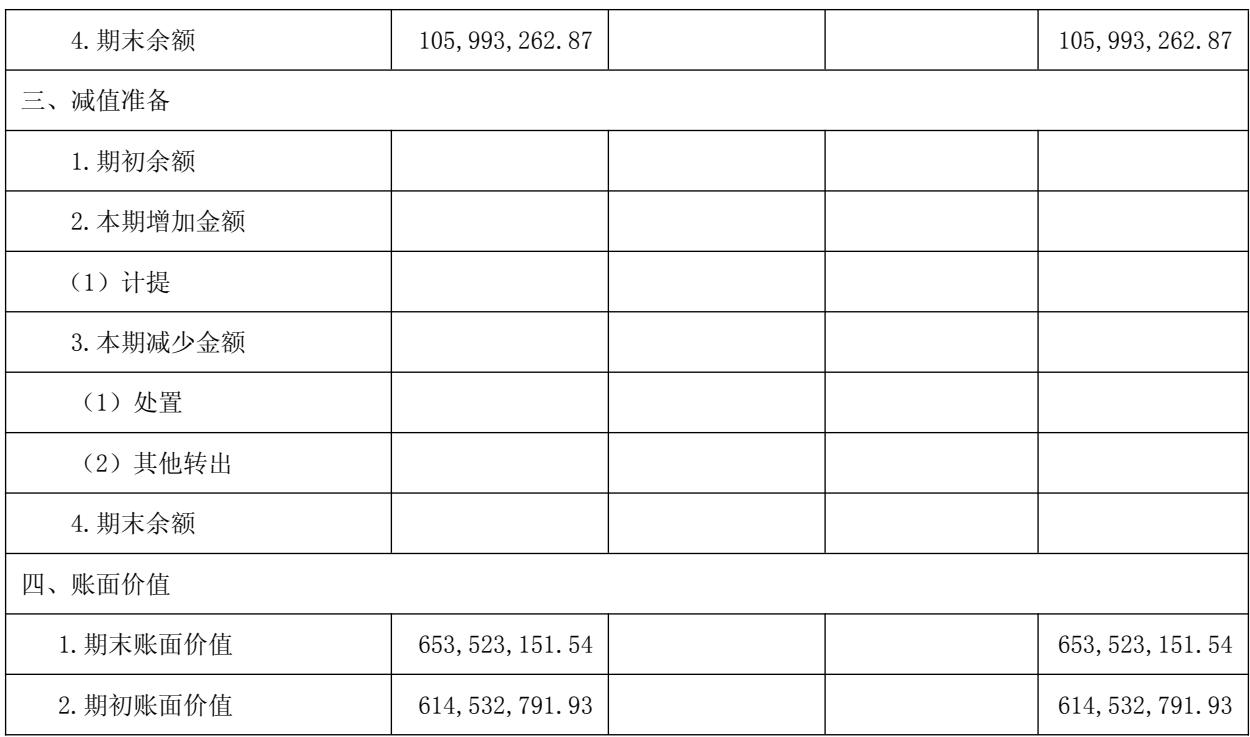 4.期末余额 105,993,262.87 105,993,262.87
三、减值准备
1.期初余额
2.本期增加金额
（1）计提
3.本期减少金额
（1）处置
（2）其他转出
4.期末余额
四、账面价值
1.期末账面价值 653,523,151.54 653,523,151.54
2.期初账面价值 614,532,791.93 614,532,791.93